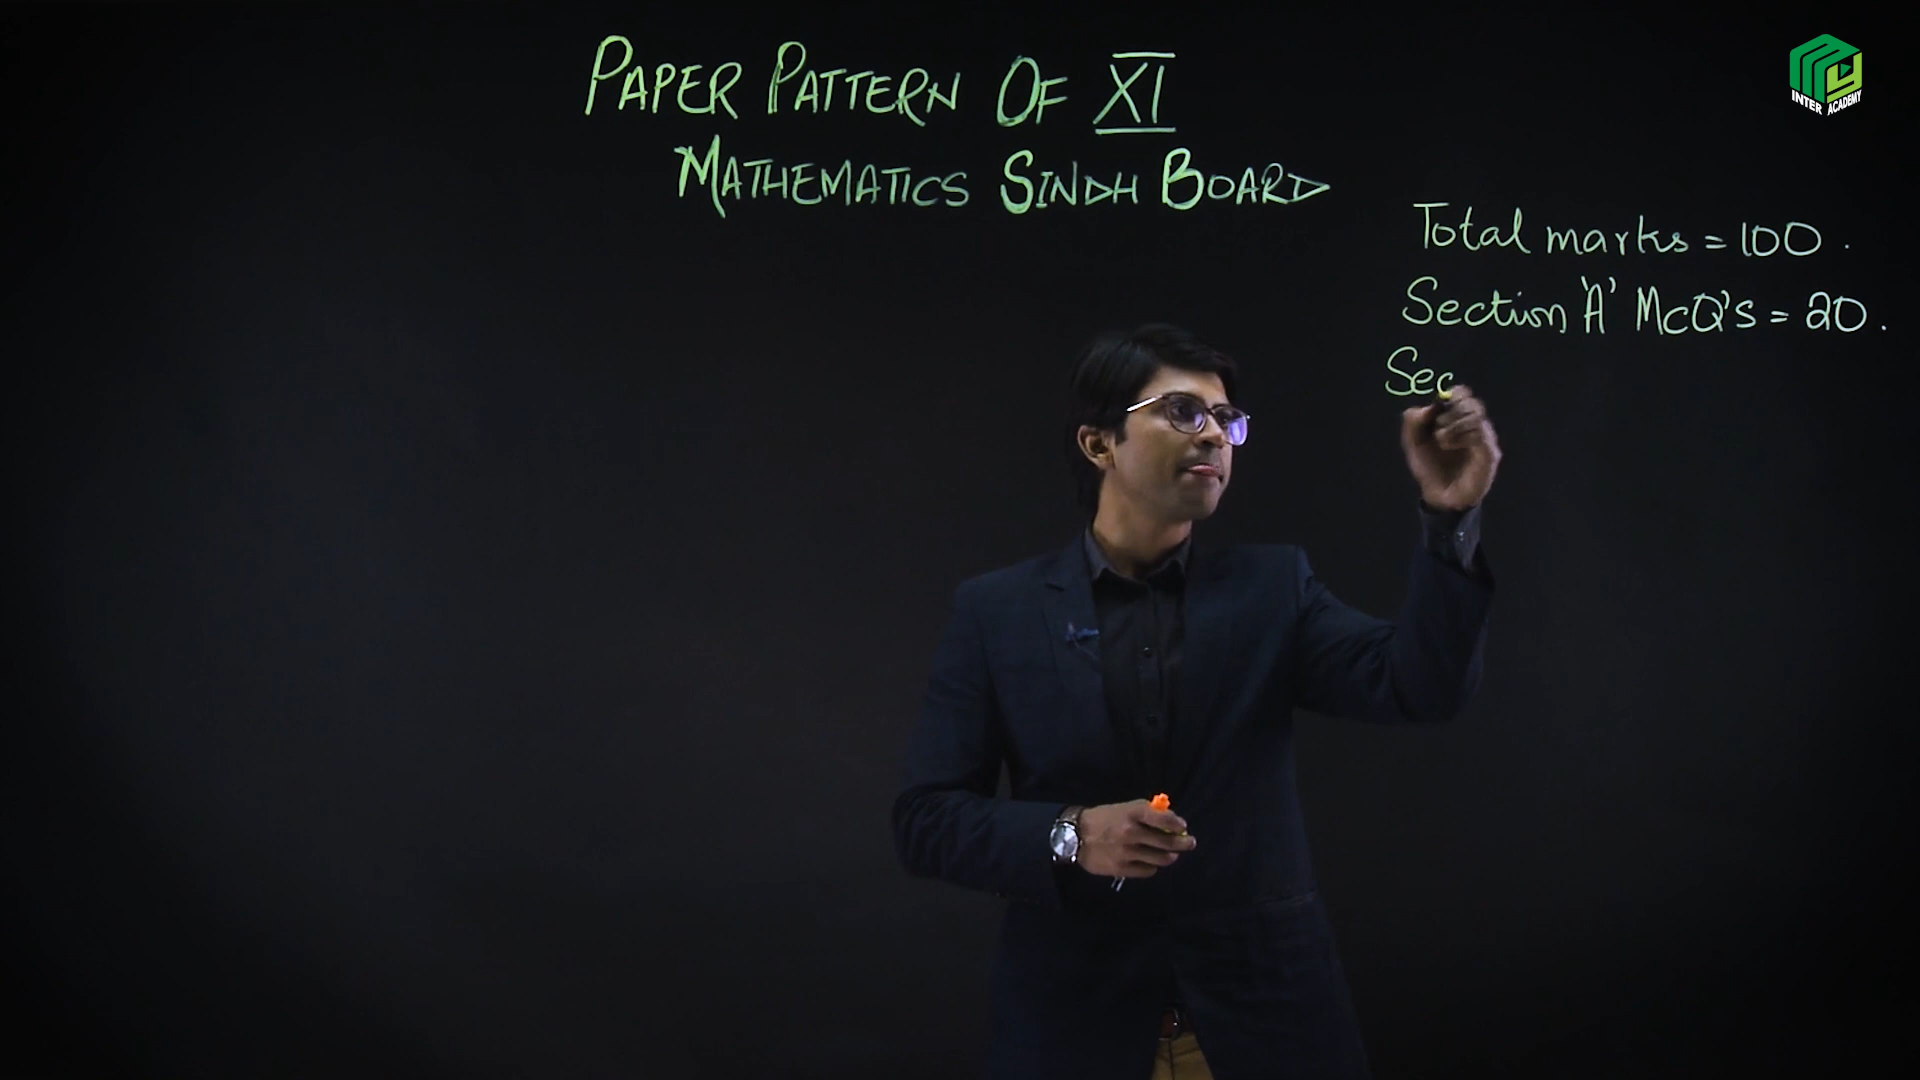 PAPER PATTERN OF XI
MATHEMATICS SINDH BOARD
Total marks = 100.
Section 'A' McQ's = 20.
Sec
INTER ACADEMY